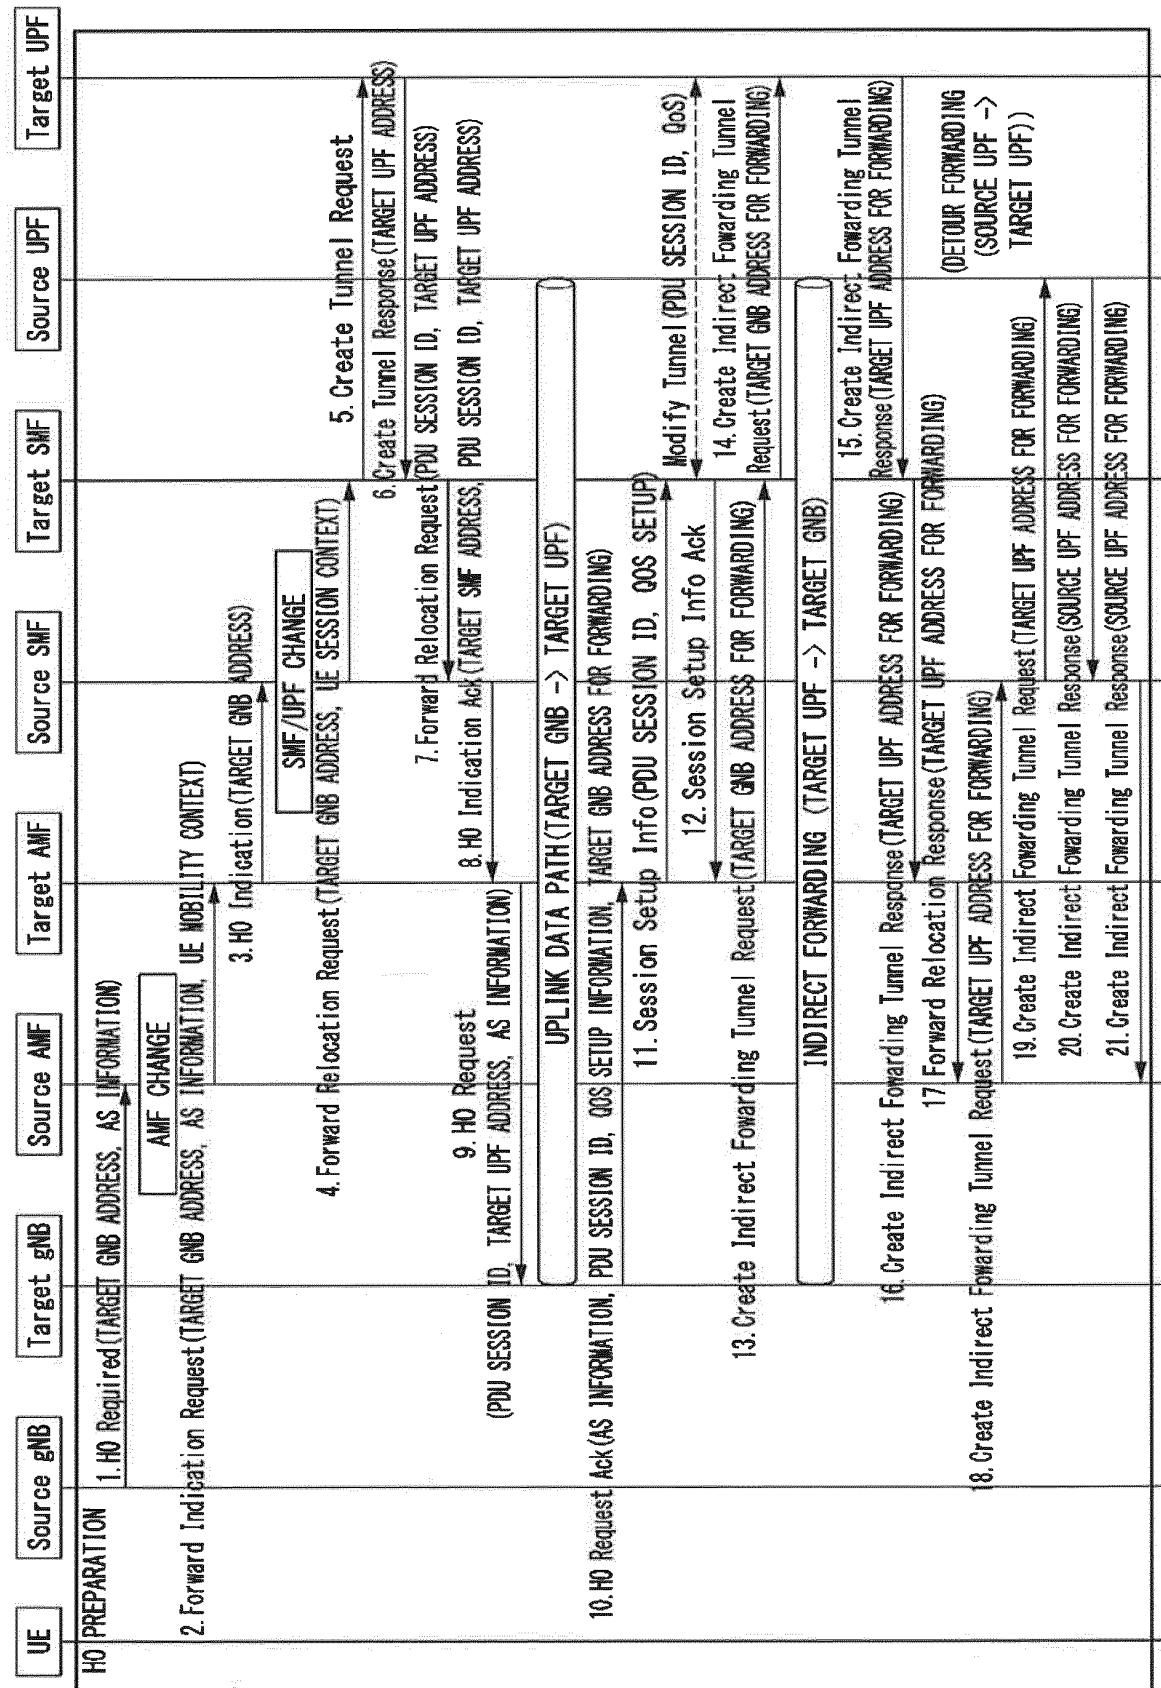 UE
Source gNB
Target gNB
Source AMF
Target AMF
Source SMF
Target SMF
Source UPF
Target UPF
HO PREPARATION
1.HO Required(TARGET GNB ADDRESS, AS INFORMATION)
AMF CHANGE
2.Forward Indication Request(TARGET GNB ADDRESS, AS INFORMATION, UE MOBILITY CONTEXT)
3.HO Indication(TARGET GNB ADDRESS)
SMF/UPF CHANGE
4.Forward Relocation Request(TARGET GNB ADDRESS, UE SESSION CONTEXT)
5.Create Tunnel Request
6.Create Tunnel Response(TARGET UPF ADDRESS)
7.Forward Relocation Request(PDU SESSION ID, TARGET UPF ADDRESS)
8.HO Indication Ack(TARGET SMF ADDRESS, PDU SESSION ID, TARGET UPF ADDRESS)
9.HO Request
(PDU SESSION ID, TARGET UPF ADDRESS, AS INFORMATION)
UPLINK DATA PATH(TARGET GNB -> TARGET UPF)
10.HO Request Ack(AS INFORMATION, PDU SESSION ID, QOS SETUP INFORMATION, TARGET GNB ADDRESS FOR FORWARDING)
11.Session Setup Info(PDU SESSION ID, QOS SETUP)
Modify Tunnel(PDU SESSION ID, QoS)
12.Session Setup Info Ack
13.Create Indirect Fowarding Tunnel Request(TARGET GNB ADDRESS FOR FORWARDING)
14.Create Indirect Fowarding Tunnel
Request(TARGET GNB ADDRESS FOR FORWARDING)
INDIRECT FORWARDING (TARGET UPF -> TARGET GNB)
15.Create Indirect Fowarding Tunnel
Response(TARGET UPF ADDRESS FOR FORWARDING)
16.Create Indirect Fowarding Tunnel Response(TARGET UPF ADDRESS FOR FORWARDING)
17.Forward Relocation Response(TARGET UPF ADDRESS FOR FORWARDING)
18.Create Indirect Fowarding Tunnel Request(TARGET UPF ADDRESS FOR FORWARDING)
(DETOUR FORWARDING
(SOURCE UPF ->
TARGET UPF))
19.Create Indirect Fowarding Tunnel Request(TARGET UPF ADDRESS FOR FORWARDING)
20.Create Indirect Fowarding Tunnel Response(SOURCE UPF ADDRESS FOR FORWARDING)
21.Create Indirect Fowarding Tunnel Response(SOURCE UPF ADDRESS FOR FORWARDING)